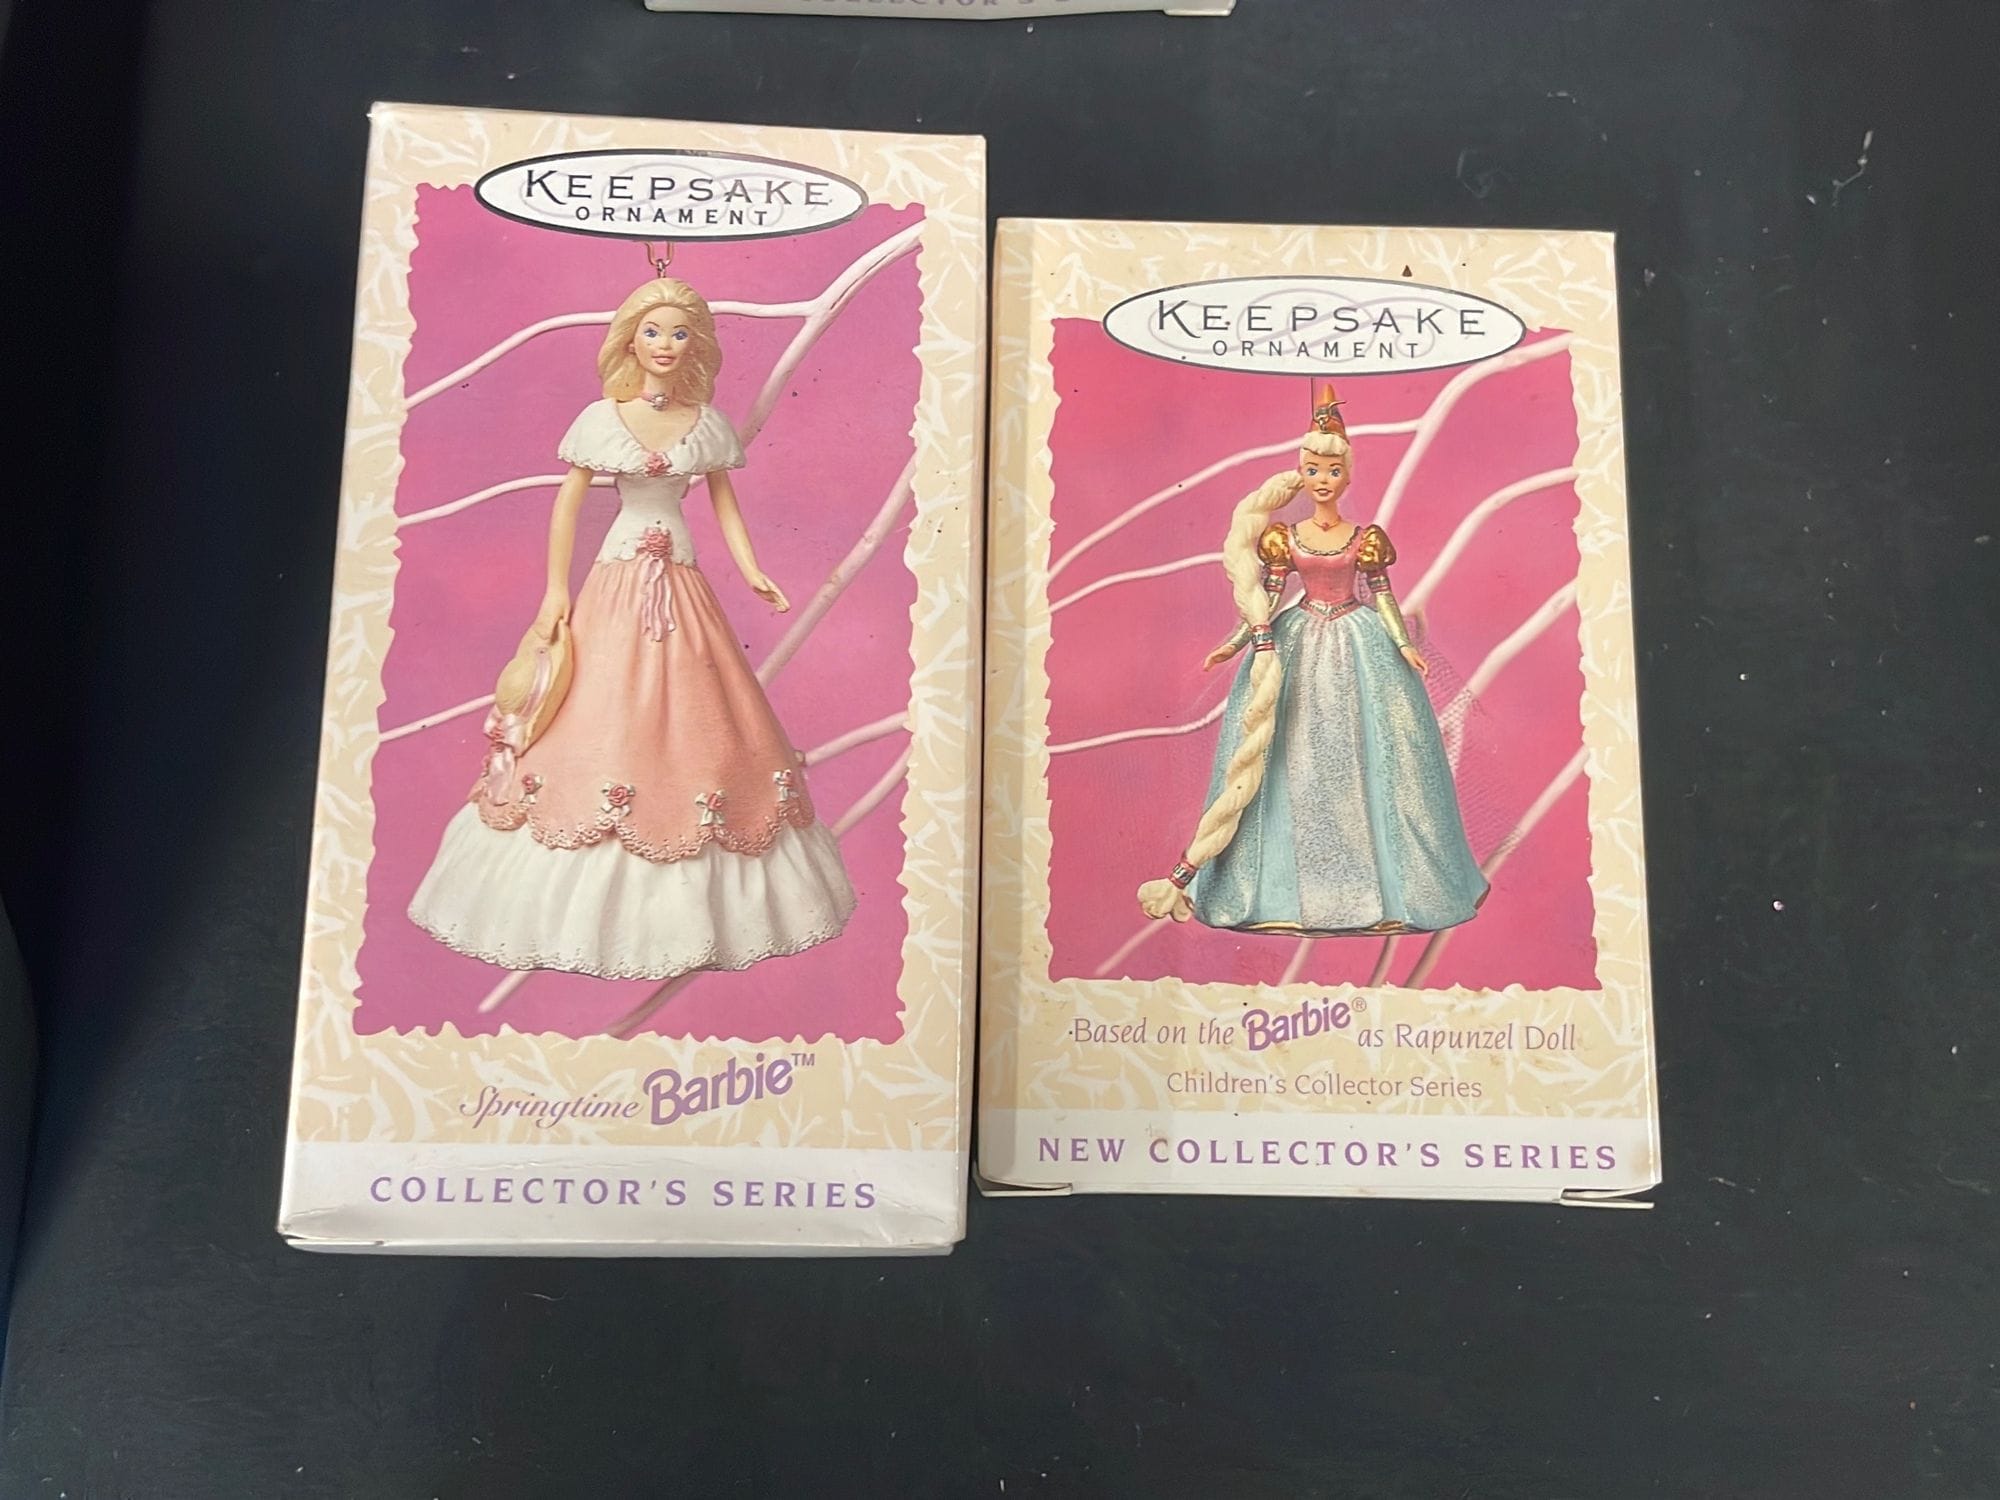 COLLECTOR'S
KEEPSAKE
ORNAMENT
Springtime Barbie™
COLLECTOR'S SERIES
KEEPSAKE
ORNAMENT
Based on the Barbie® as Rapunzel Doll
Children's Collector Series
NEW COLLECTOR'S SERIES